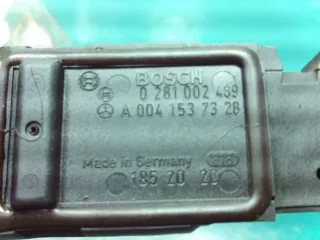 BOSCH
0 281 002 489
A 004 153 73 28
Made in Germany
185 20 20